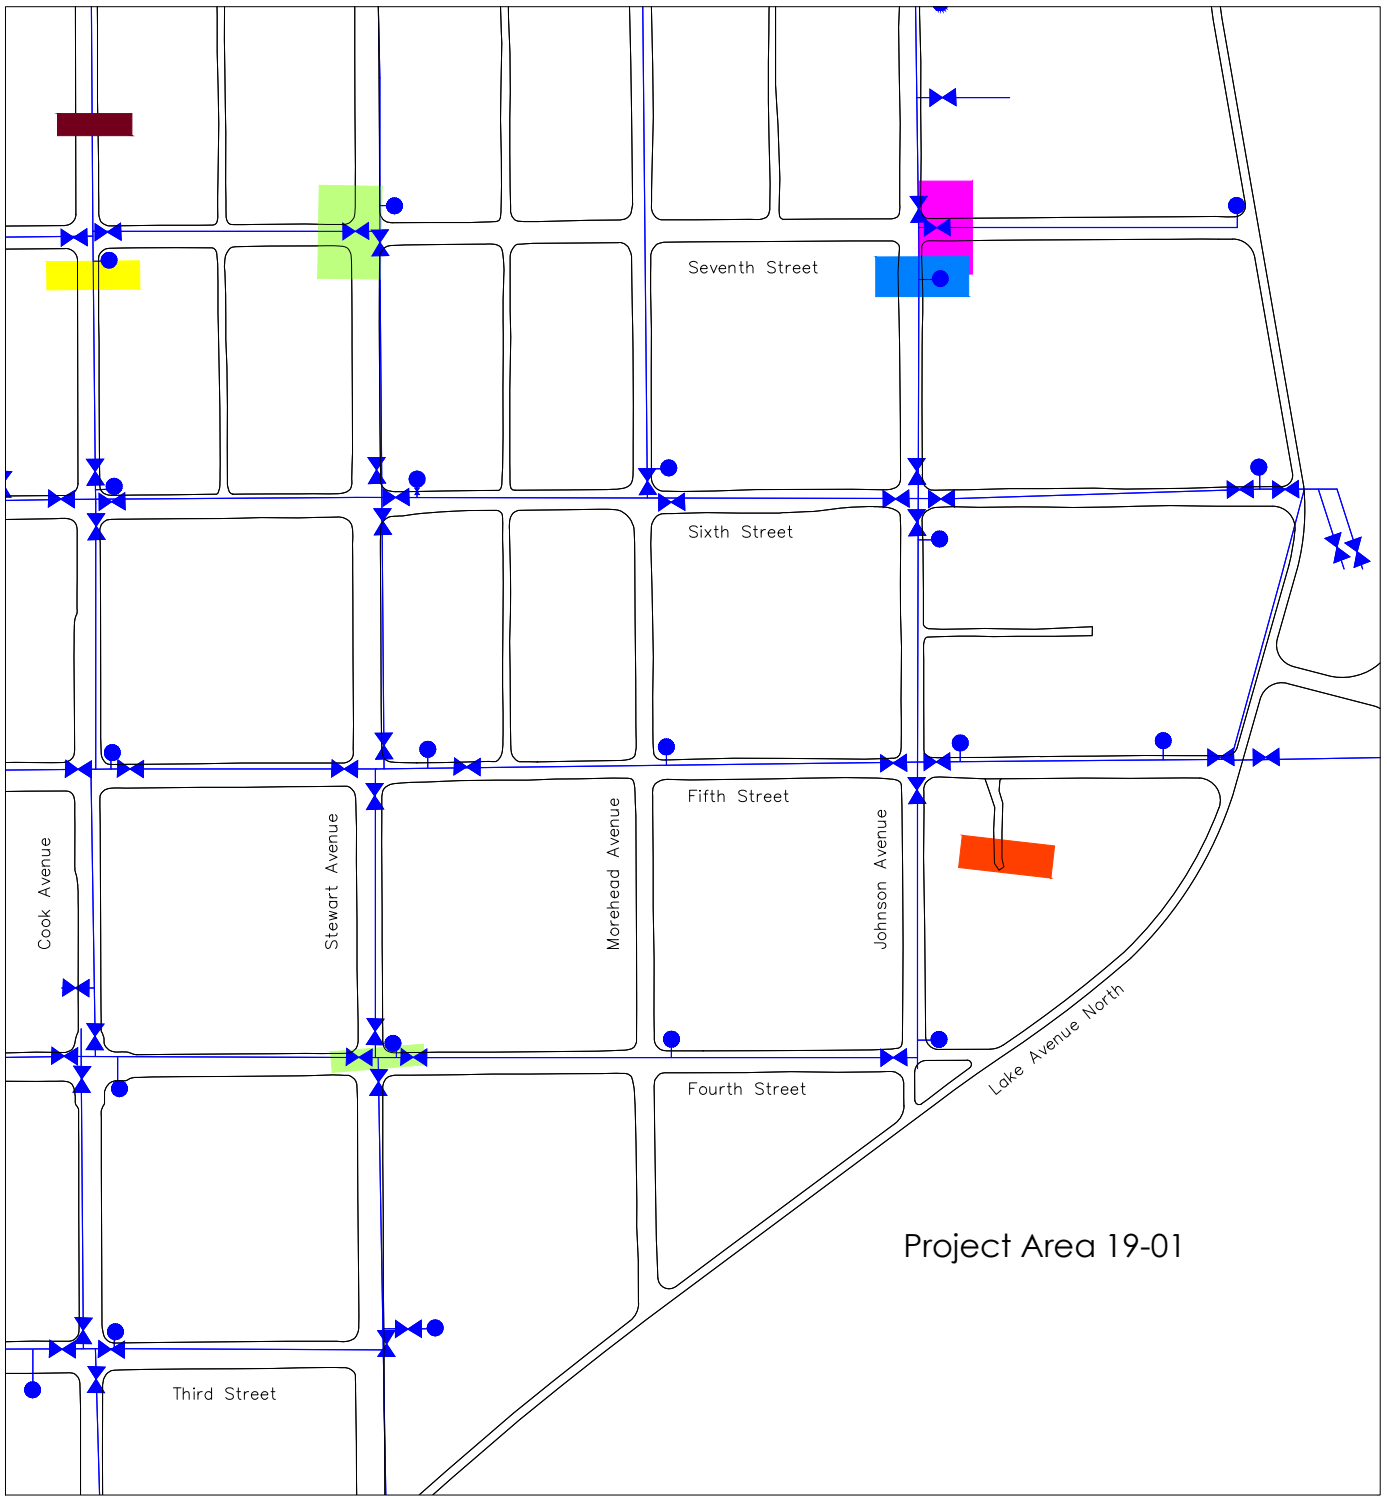 Seventh Street
Sixth Street
Fifth Street
Cook Avenue
Stewart Avenue
Morehead Avenue
Johnson Avenue
Lake Avenue North
Fourth Street
Project Area 19-01
Third Street